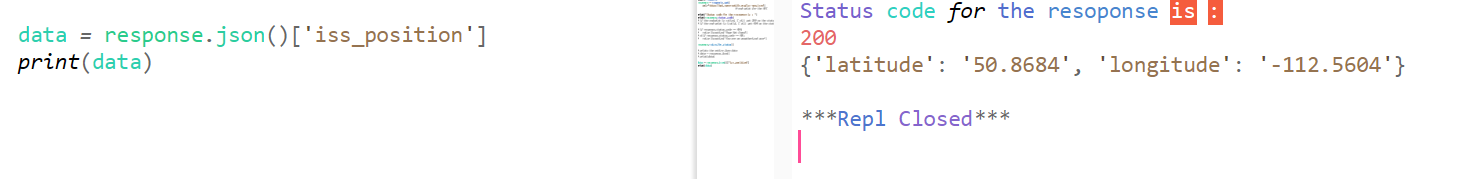 data = response.json()['iss_position']
print(data)
Status code for the resoponse is :
200
{'latitude': '50.8684', 'longitude': '-112.5604'}
***Repl Closed***